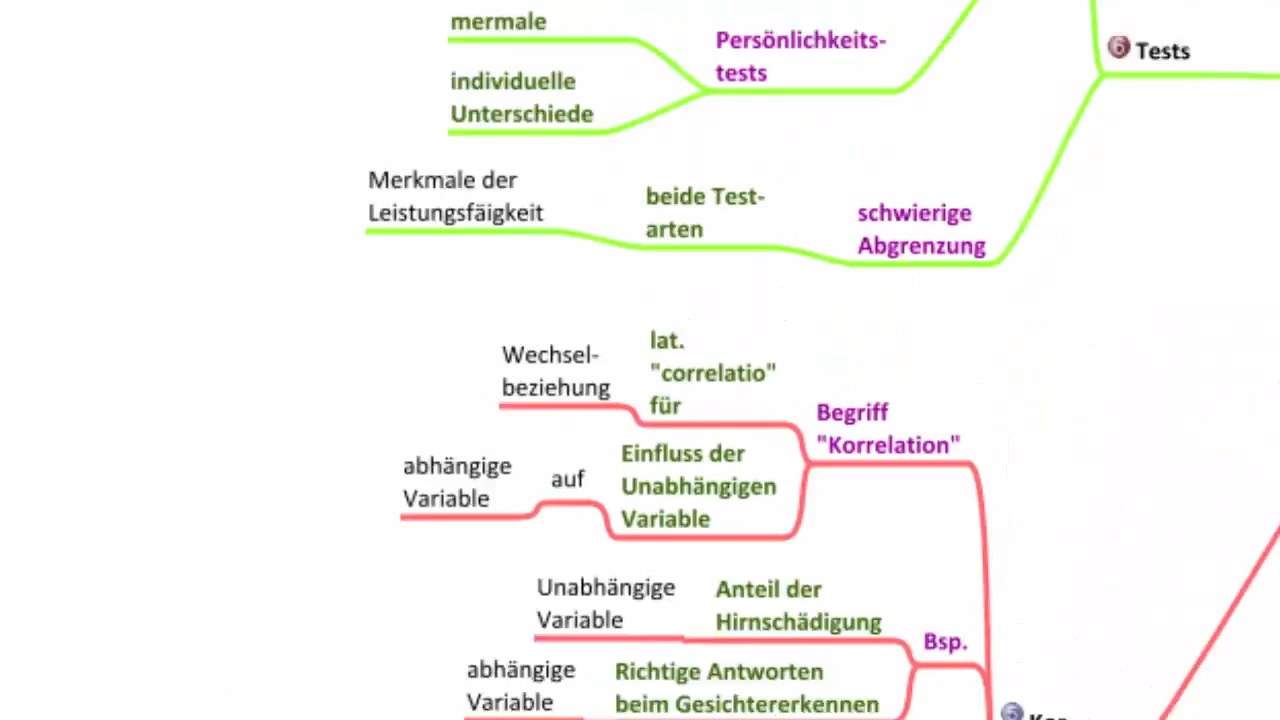 mermale
individuelle
Unterschiede
Persönlichkeits-
tests
Tests
Merkmale der
Leistungsfäigkeit
beide Test-
arten
schwierige
Abgrenzung
Wechsel-
beziehung
lat.
"correlatio"
für
Begriff
"Korrelation"
abhängige
Variable
auf
Einfluss der
Unabhängigen
Variable
Unabhängige
Variable
Anteil der
Hirnschädigung
Bsp.
abhängige
Variable
Richtige Antworten
beim Gesichtererkennen